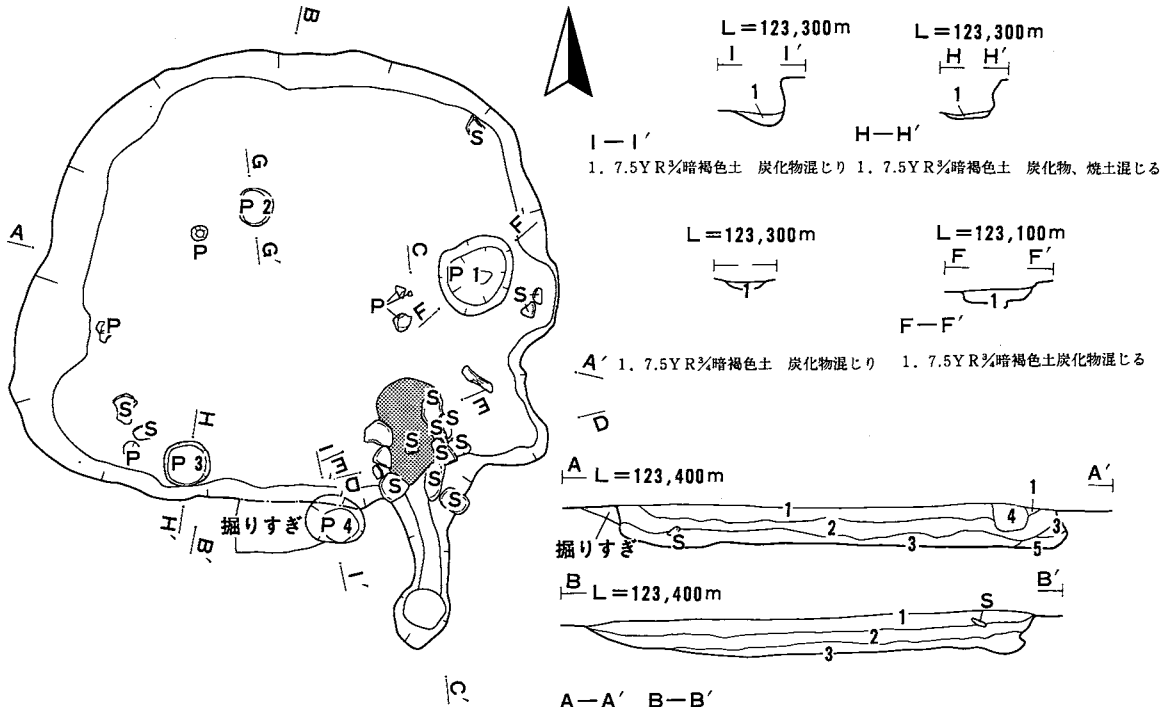 B
L=123,300m
L=123,300m
I I′
H H′
1
1
I—I′
H—H′
1. 7.5YR¾暗褐色土 炭化物混じり
1. 7.5YR¾暗褐色土 炭化物、焼土混じる
S
G
P 2
P
G′
A
F′
C
P 1
P
F
S
P
L=123,300m
L=123,100m
F F′
1
1
F—F′
A′
1. 7.5YR¾暗褐色土 炭化物混じり
1. 7.5YR¾暗褐色土炭化物混じる
E
D
S
S
P
H
P 3
S
S
S
S
S
S
S
S
S
I
E′
D′
P 4
掘りすぎ
H′
B′
I′
C′
A L=123,400m A′
1
1
4
2
3
3
5
S
掘りすぎ
B L=123,400m B′
S
1
2
3
A—A′ B—B′